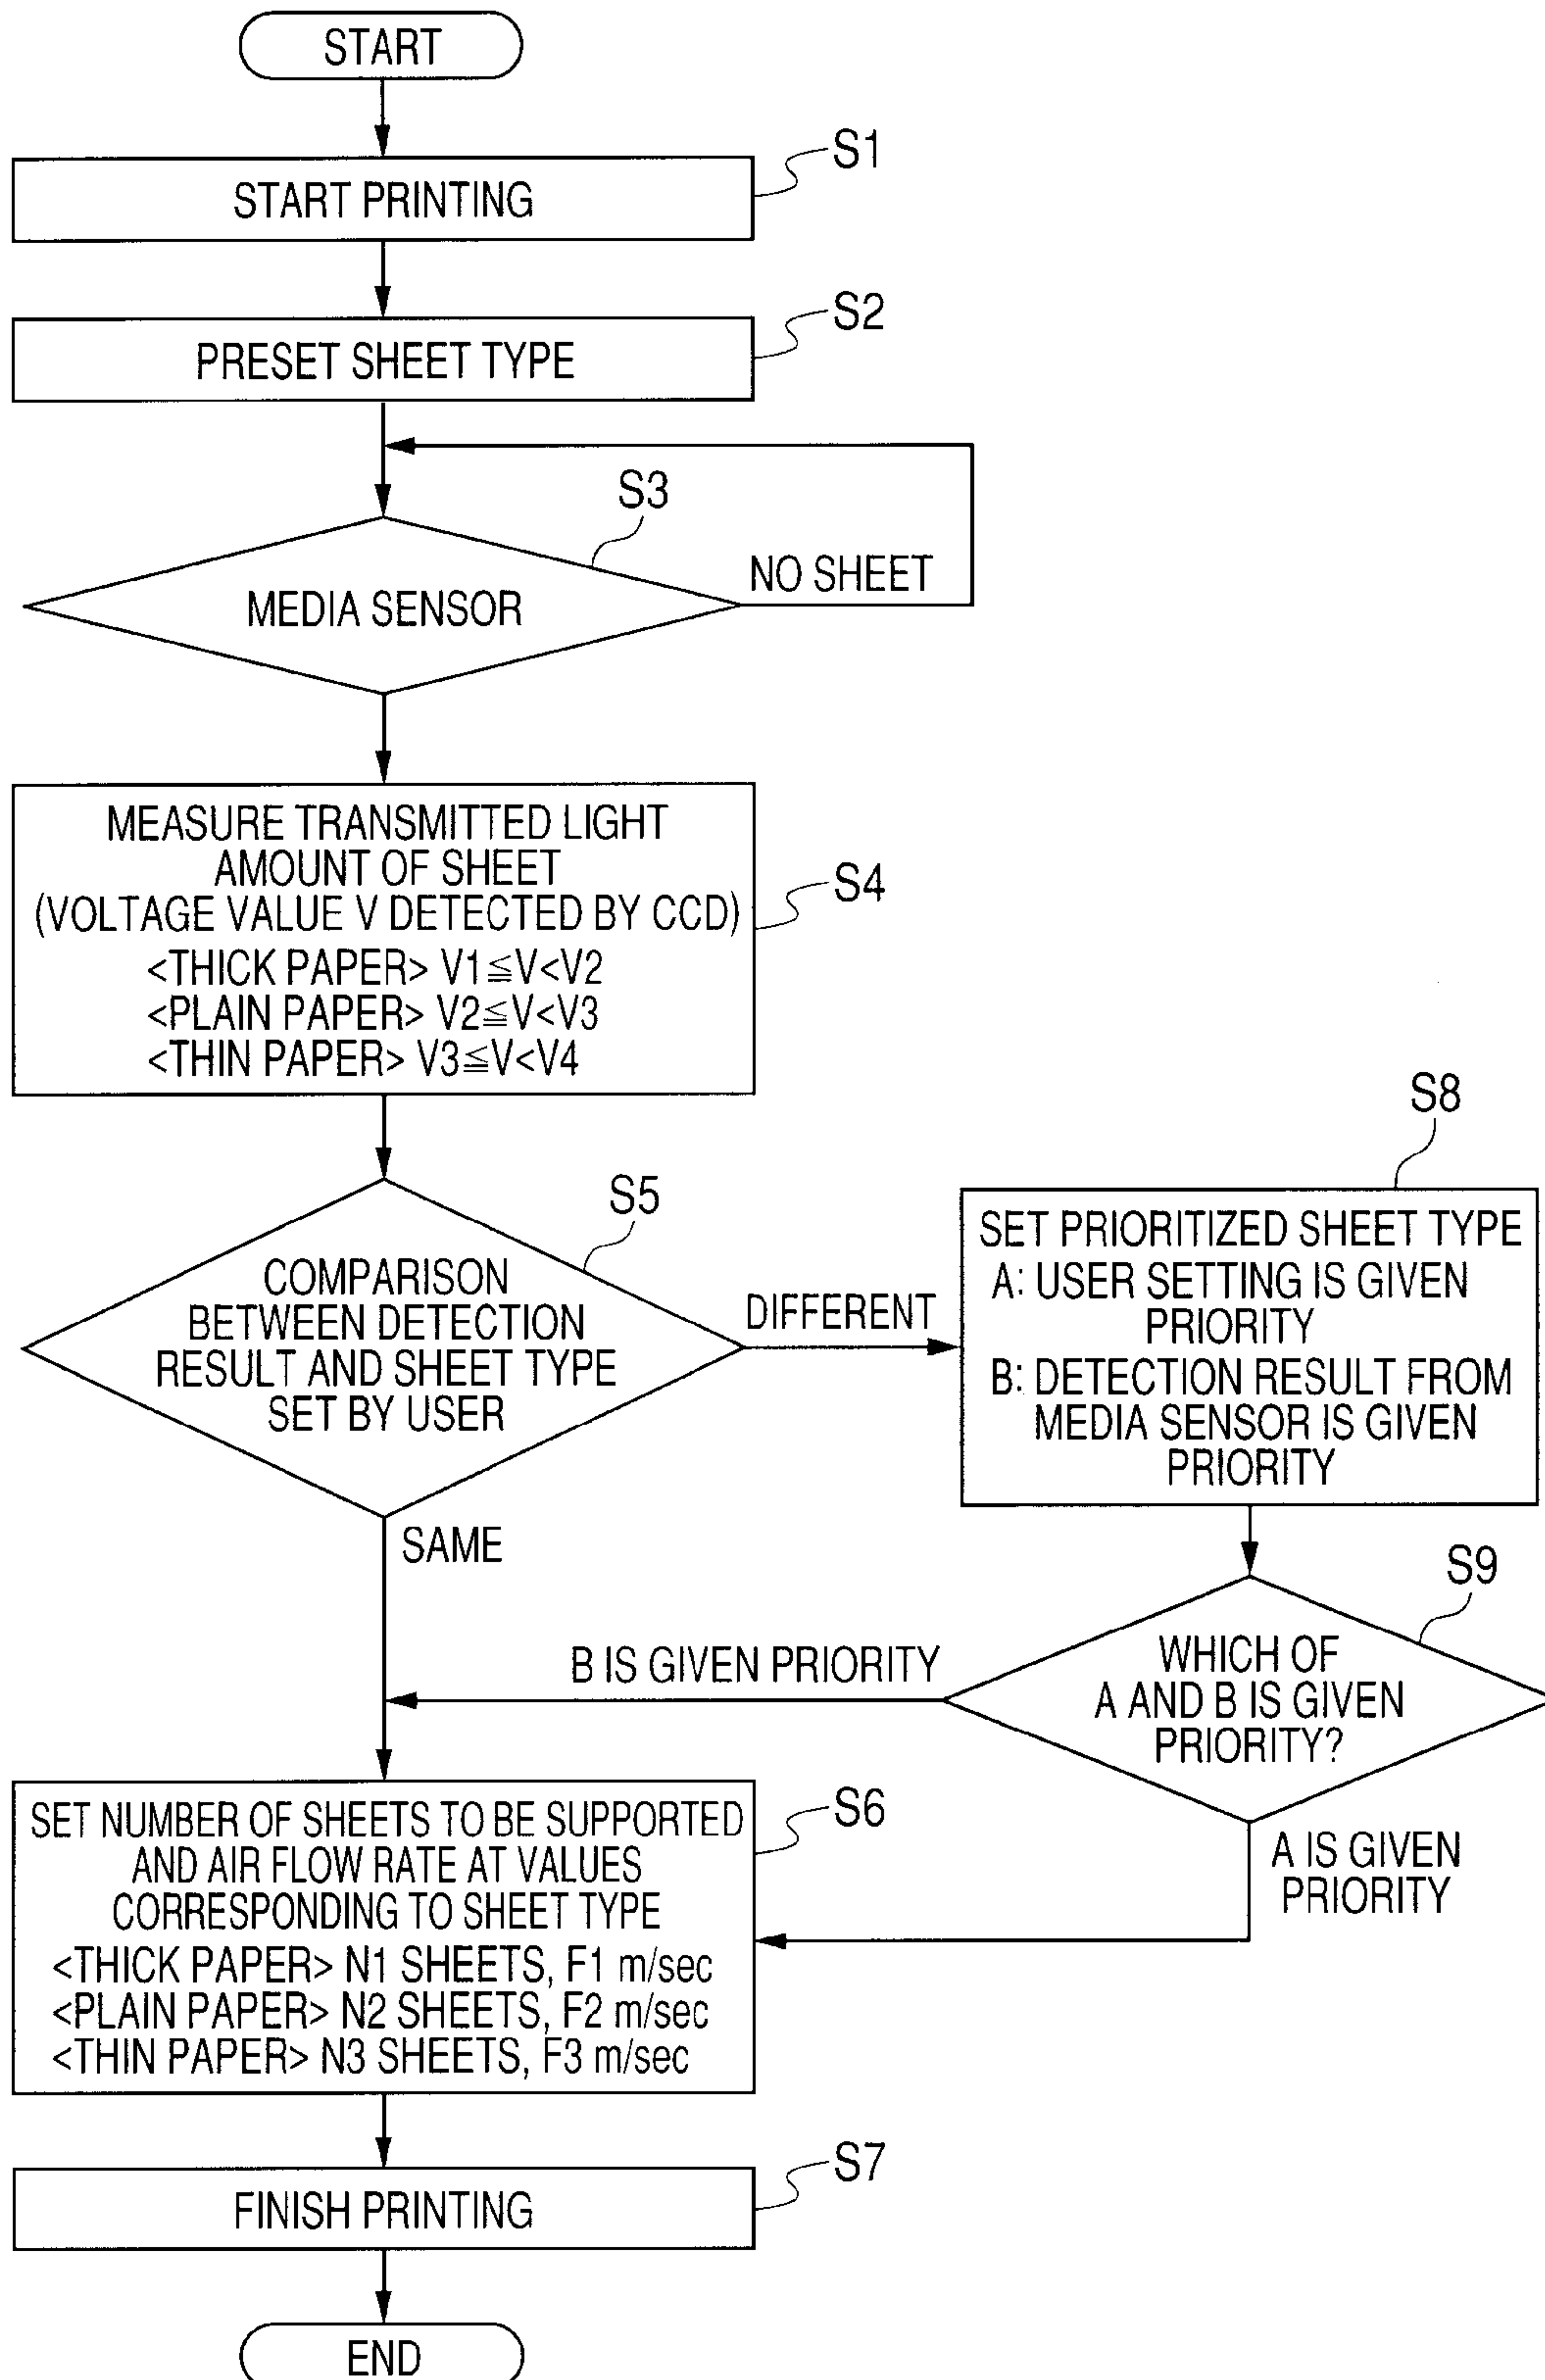 START
S1
START PRINTING
S2
PRESET SHEET TYPE
S3
NO SHEET
MEDIA SENSOR
MEASURE TRANSMITTED LIGHT
AMOUNT OF SHEET
(VOLTAGE VALUE V DETECTED BY CCD)
<THICK PAPER> V1≦V<V2
<PLAIN PAPER> V2≦V<V3
<THIN PAPER> V3≦V<V4
S4
S5
COMPARISON
BETWEEN DETECTION
RESULT AND SHEET TYPE
SET BY USER
DIFFERENT
SAME
S8
SET PRIORITIZED SHEET TYPE
A: USER SETTING IS GIVEN
PRIORITY
B: DETECTION RESULT FROM
MEDIA SENSOR IS GIVEN
PRIORITY
S9
WHICH OF
A AND B IS GIVEN
PRIORITY?
B IS GIVEN PRIORITY
A IS GIVEN
PRIORITY
S6
SET NUMBER OF SHEETS TO BE SUPPORTED
AND AIR FLOW RATE AT VALUES
CORRESPONDING TO SHEET TYPE
<THICK PAPER> N1 SHEETS, F1 m/sec
<PLAIN PAPER> N2 SHEETS, F2 m/sec
<THIN PAPER> N3 SHEETS, F3 m/sec
S7
FINISH PRINTING
END